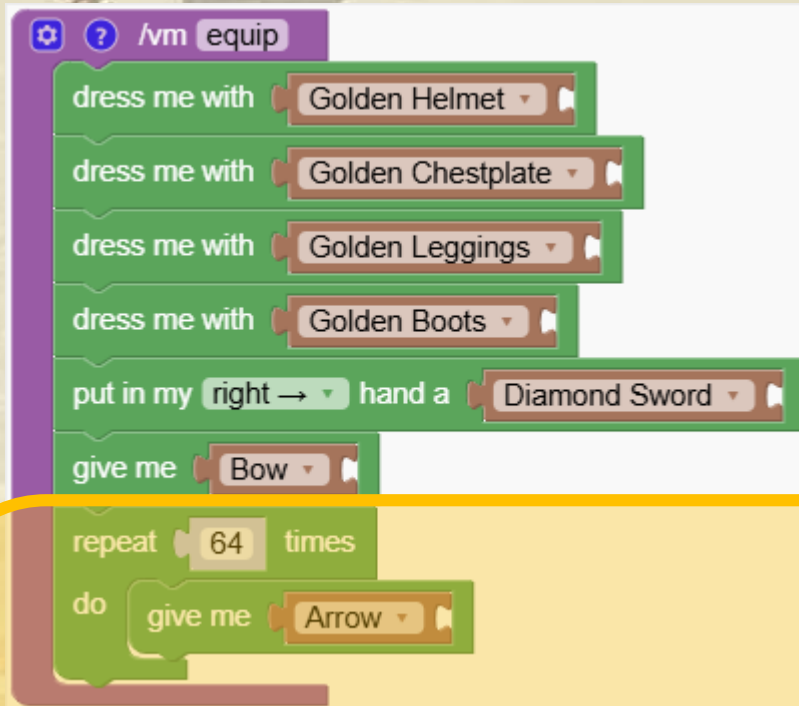 ? /vm equip
dress me with Golden Helmet
dress me with Golden Chestplate
dress me with Golden Leggings
dress me with Golden Boots
put in my right → hand a Diamond Sword
give me Bow
repeat 64 times
do give me Arrow